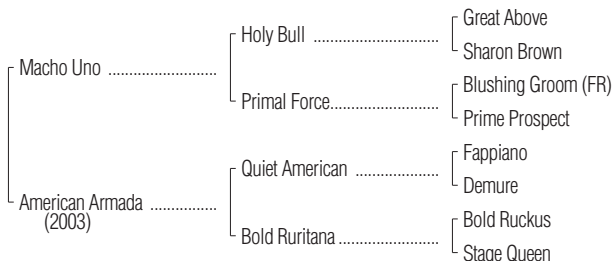 Great Above
Holy Bull ..........................
Sharon Brown
Macho Uno ........................
Blushing Groom (FR)
Primal Force.......................
Prime Prospect
Fappiano
Quiet American ...................
Demure
American Armada ................
(2003)
Bold Ruckus
Bold Ruritana .....................
Stage Queen